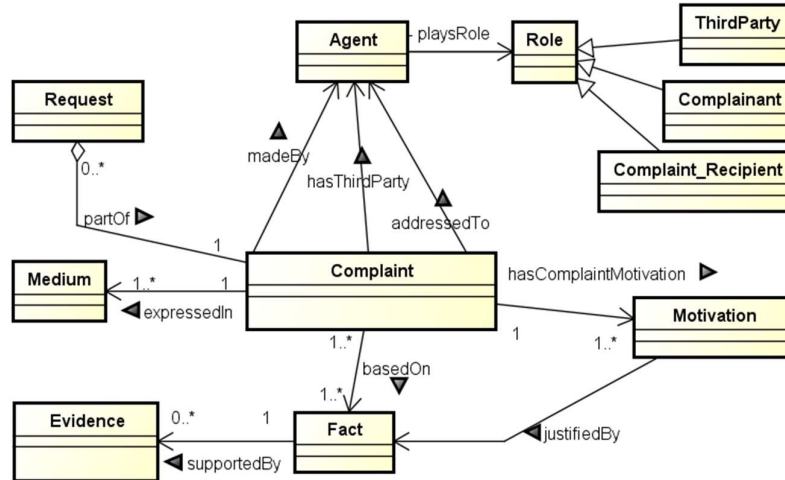 ThirdParty
Agent
playsRole
Role
Request
Complainant
madeBy
0..*
hasThirdParty
Complaint_Recipient
addressedTo
partOf
1
Medium
1..*
1
Complaint
hasComplaintMotivation
expressedIn
Motivation
1
1..*
1..*
basedOn
1..*
Evidence
0..*
1
Fact
justifiedBy
supportedBy